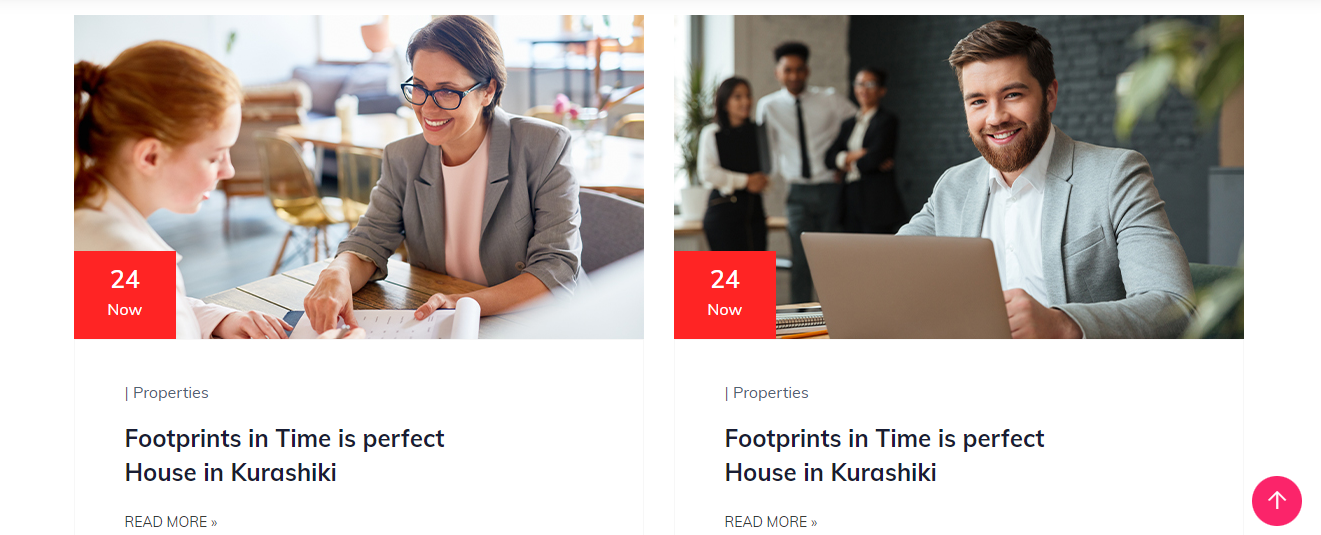 24
Now
| Properties
Footprints in Time is perfect
House in Kurashiki
READ MORE »
24
Now
| Properties
Footprints in Time is perfect
House in Kurashiki
READ MORE »